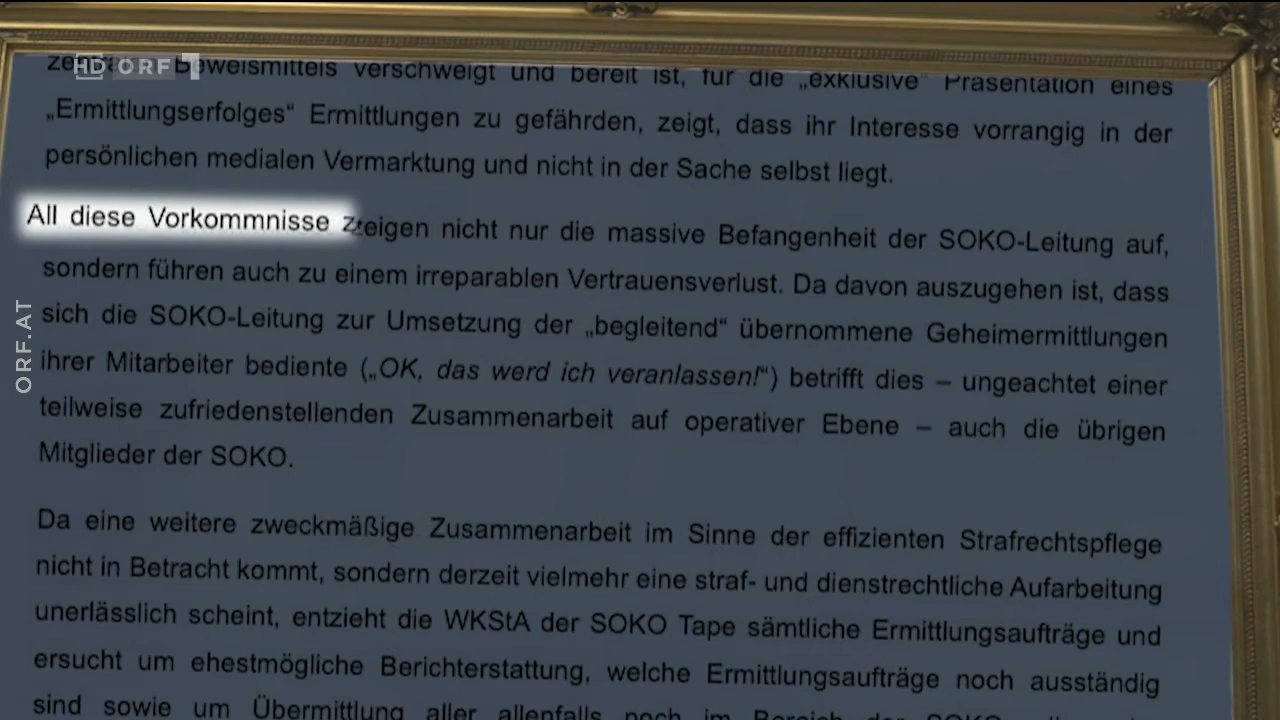 HD ORF 1
Beweismittels verschweigt und bereit ist, für die „exklusive“ Präsentation eines
„Ermittlungserfolges“ Ermittlungen zu gefährden, zeigt, dass ihr Interesse vorrangig in der
persönlichen medialen Vermarktung und nicht in der Sache selbst liegt.
All diese Vorkommnisse zeigen nicht nur die massive Befangenheit der SOKO-Leitung auf,
sondern führen auch zu einem irreparablen Vertrauensverlust. Da davon auszugehen ist, dass
sich die SOKO-Leitung zur Umsetzung der „begleitend“ übernommene Geheimermittlungen
ihrer Mitarbeiter bediente („OK, das werd ich veranlassen!“) betrifft dies – ungeachtet einer
teilweise zufriedenstellenden Zusammenarbeit auf operativer Ebene – auch die übrigen
Mitglieder der SOKO.
Da eine weitere zweckmäßige Zusammenarbeit im Sinne der effizienten Strafrechtspflege
nicht in Betracht kommt, sondern derzeit vielmehr eine straf- und dienstrechtliche Aufarbeitung
unerlässlich scheint, entzieht die WKStA der SOKO Tape sämtliche Ermittlungsaufträge und
ersucht um ehestmögliche Berichterstattung, welche Ermittlungsaufträge noch ausständig
sind sowie um Übermittlung aller allenfalls noch im Bereich der SOKO
ORF.AT